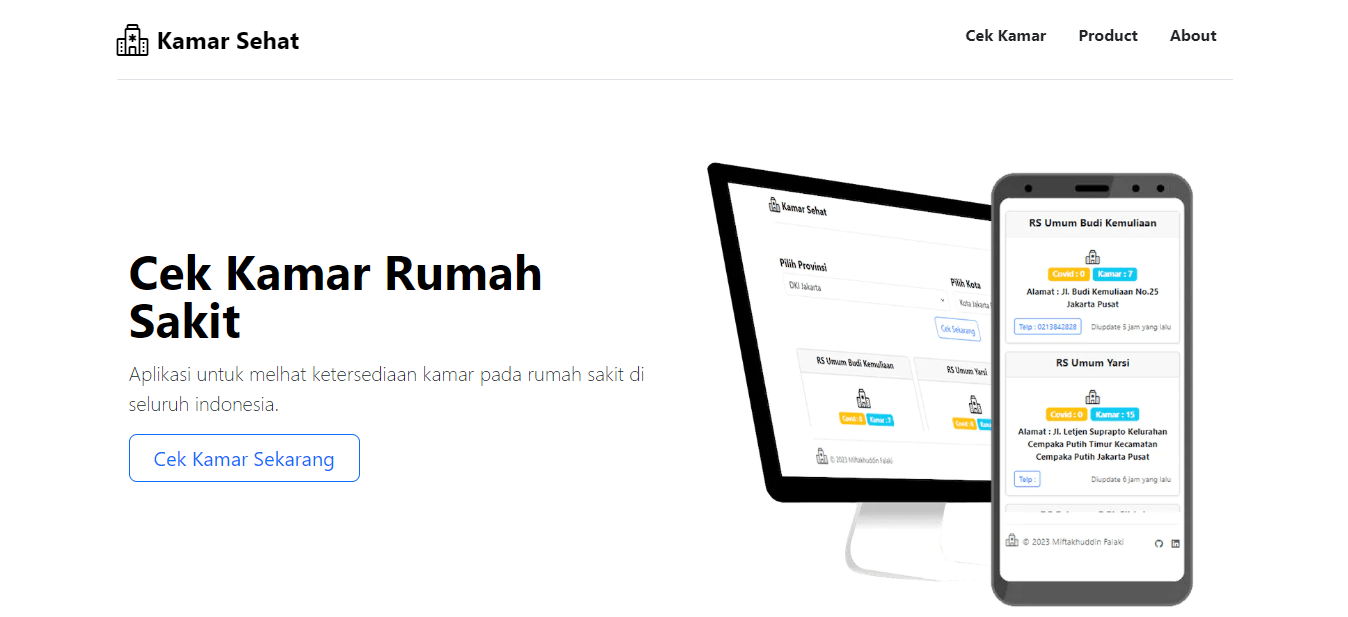 Kamar Sehat
Cek Kamar
Product
About
Cek Kamar Rumah
Sakit
Aplikasi untuk melhat ketersediaan kamar pada rumah sakit di
seluruh indonesia.
Cek Kamar Sekarang
Kamar Sehat
Pilih Provinsi
DKI Jakarta
Pilih Kota
Kota Jakarta
Cek Sekarang
RS Umum Budi Kemuliaan
Covid : 0
Kamar : 7
RS Umum Yarsi
Covid : 0
© 2023 Miftakhuddin Falaki
RS Umum Budi Kemuliaan
Covid : 0
Kamar : 7
Alamat : Jl. Budi Kemuliaan No.25
Jakarta Pusat
Telp : 0213842828
Diupdate 5 jam yang lalu
RS Umum Yarsi
Covid : 0
Kamar : 15
Alamat : Jl. Letjen Suprapto Kelurahan
Cempaka Putih Timur Kecamatan
Cempaka Putih Jakarta Pusat
Telp :
Diupdate 6 jam yang lalu
© 2023 Miftakhuddin Falaki